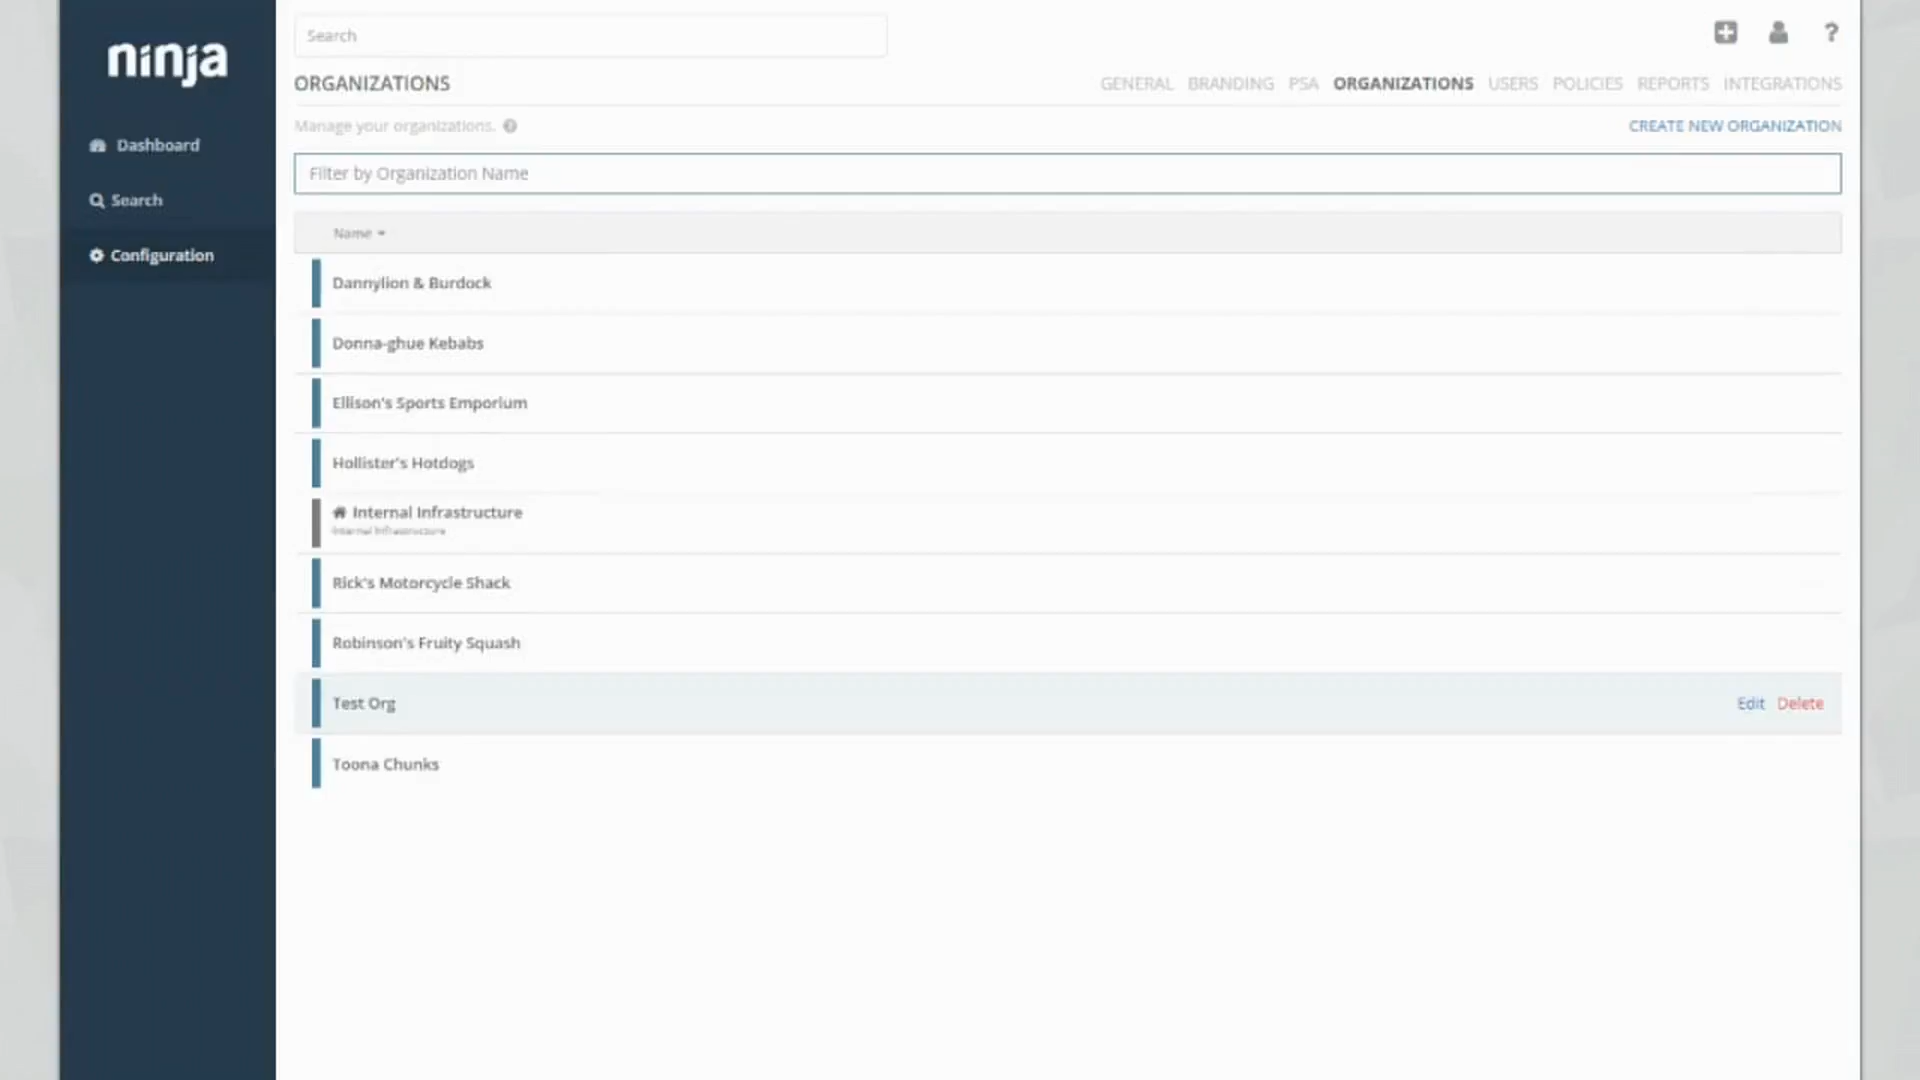 ninja
Search
ORGANIZATIONS
GENERAL BRANDING PSA ORGANIZATIONS USERS POLICIES REPORTS INTEGRATIONS
Manage your organizations.
CREATE NEW ORGANIZATION
Filter by Organization Name
Dashboard
Search
Configuration
Name
Dannylion & Burdock
Donna-ghue Kebabs
Ellison's Sports Emporium
Hollister's Hotdogs
Internal Infrastructure
Internal Infrastructure
Rick's Motorcycle Shack
Robinson's Fruity Squash
Test Org
Edit Delete
Toona Chunks